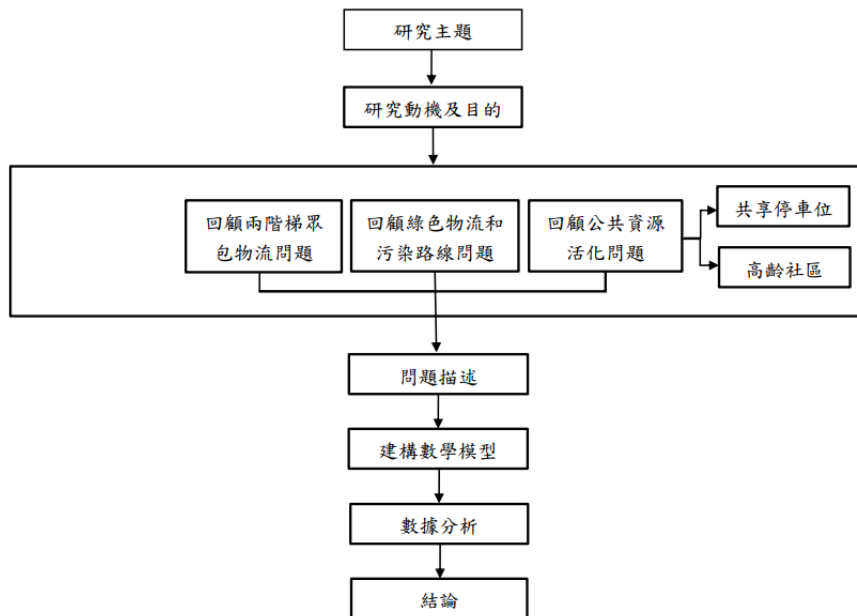 研究主題
研究動機及目的
回顧兩階梯眾
包物流問題
回顧綠色物流和
污染路線問題
回顧公共資源
活化問題
共享停車位
高齡社區
問題描述
建構數學模型
數據分析
結論